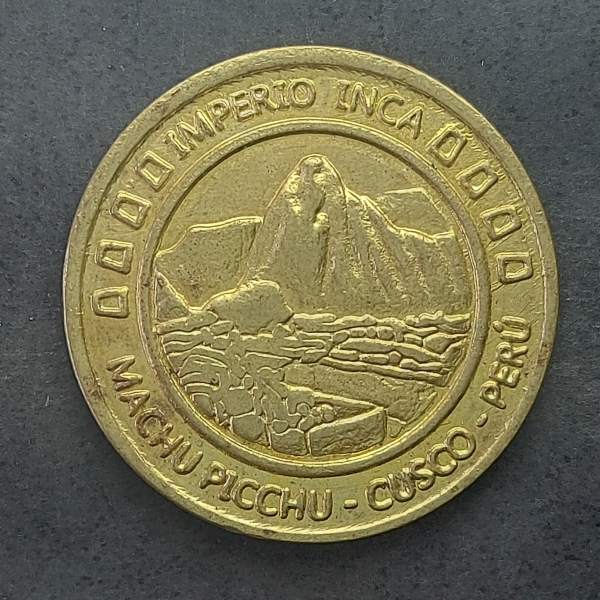 IMPERIO INCA
MACHU PICCHU - CUSCO - PERÚ